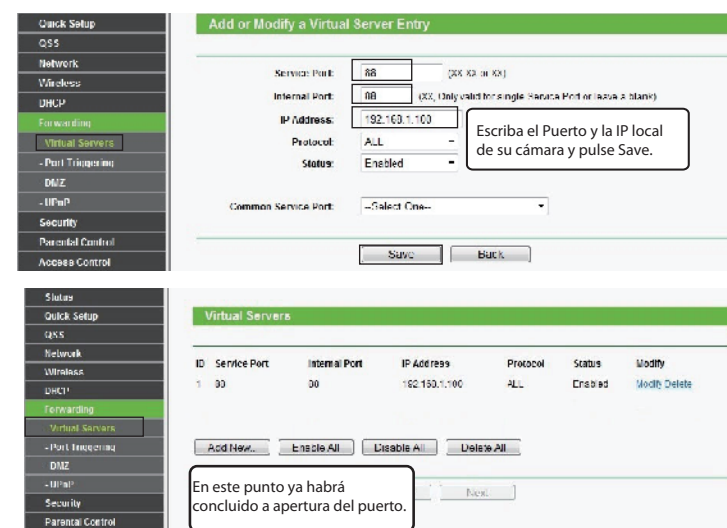 Quick Setup
QSS
Network
Wireless
DHCP
Forwarding
Virtual Servers
- Port Triggering
DMZ
- UPnP
Security
Parental Control
Access Control
Add or Modify a Virtual Server Entry
Service Port: 88 (XX-XX or XX)
Internal Port: 88 (XX, Only valid for single Service Port or leave a blank)
IP Address: 192.168.1.100
Protocol: ALL
Status: Enabled
Escriba el Puerto y la IP local
de su cámara y pulse Save.
Common Service Port: --Select One--
Save Back
Status
Quick Setup
QSS
Network
Wireless
DHCP
Forwarding
Virtual Servers
- Port Triggering
DMZ
- UPnP
Security
Parental Control
Virtual Servers
ID Service Port Internal Port IP Address Protocol Status Modify
1 88 88 192.168.1.100 ALL Enabled Modify Delete
Add New... Enable All Disable All Delete All
Next
En este punto ya habrá
concluido a apertura del puerto.